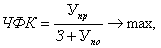 ЧФК = Упр / (З + Упо) → max,